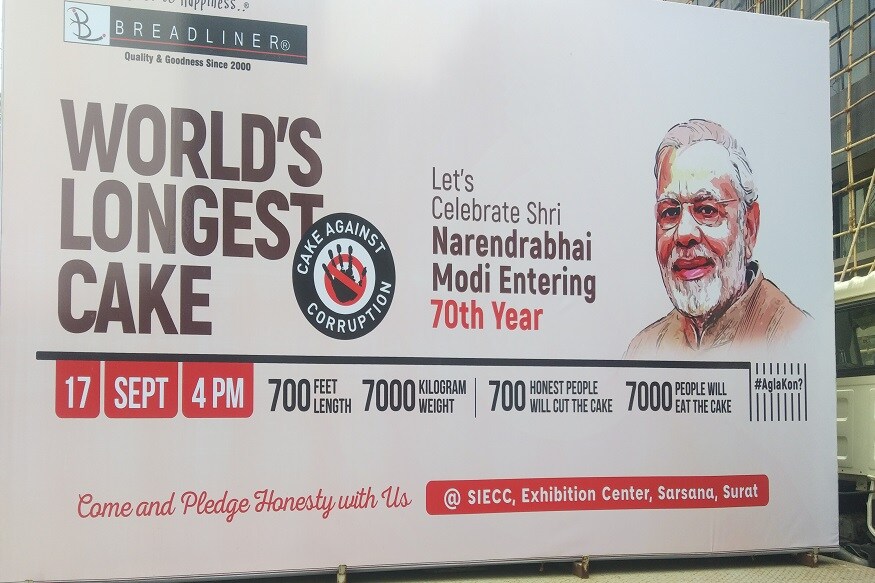 to Happiness..®
B.
BREADLINER®
Quality & Goodness Since 2000
WORLD'S
LONGEST
CAKE
CAKE AGAINST
CORRUPTION
Let's
Celebrate Shri
Narendrabhai
Modi Entering
70th Year
17 SEPT 4 PM
700 FEET
LENGTH
7000 KILOGRAM
WEIGHT
700 HONEST PEOPLE
WILL CUT THE CAKE
7000 PEOPLE WILL
EAT THE CAKE
#AglaKon?
Come and Pledge Honesty with Us
@ SIECC, Exhibition Center, Sarsana, Surat